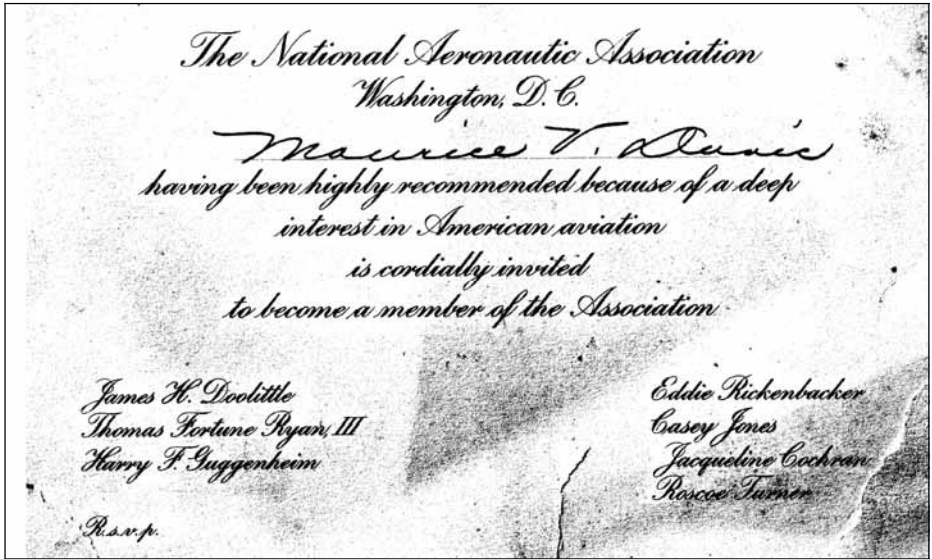 The National Aeronautic Association
Washington, D.C.
Maurice V. Davis
having been highly recommended because of a deep
interest in American aviation
is cordially invited
to become a member of the Association
James H. Doolittle
Thomas Fortune Ryan, III
Harry F. Guggenheim
Eddie Rickenbacker
Casey Jones
Jacqueline Cochran
Roscoe Turner
R.s.v.p.